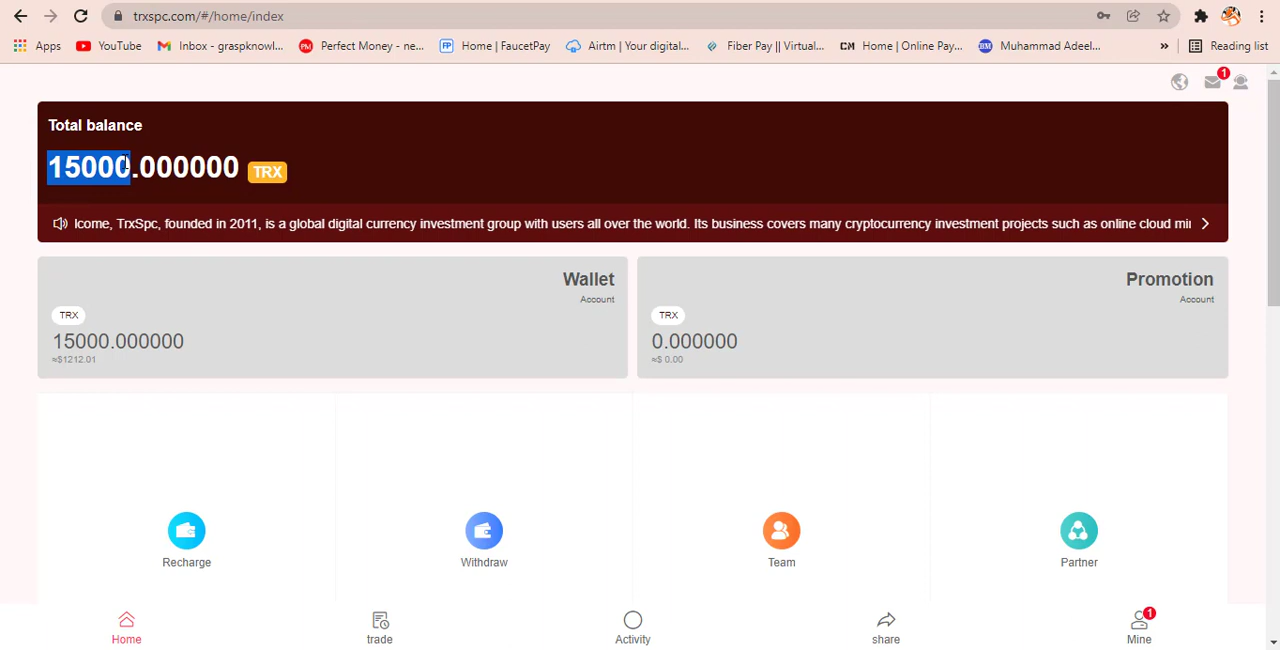 trxspc.com/#/home/index
Apps YouTube Inbox - graspknowl... Perfect Money - ne... Home | FaucetPay Airtm | Your digital... Fiber Pay || Virtual... Home | Online Pay... Muhammad Adeel... » Reading list
1
Total balance
15000.000000 TRX
lcome, TrxSpc, founded in 2011, is a global digital currency investment group with users all over the world. Its business covers many cryptocurrency investment projects such as online cloud mi
Wallet
Account
TRX
15000.000000
≈$1212.01
Promotion
Account
TRX
0.000000
≈$ 0.00
Recharge Withdraw Team Partner
1
Home trade Activity share Mine